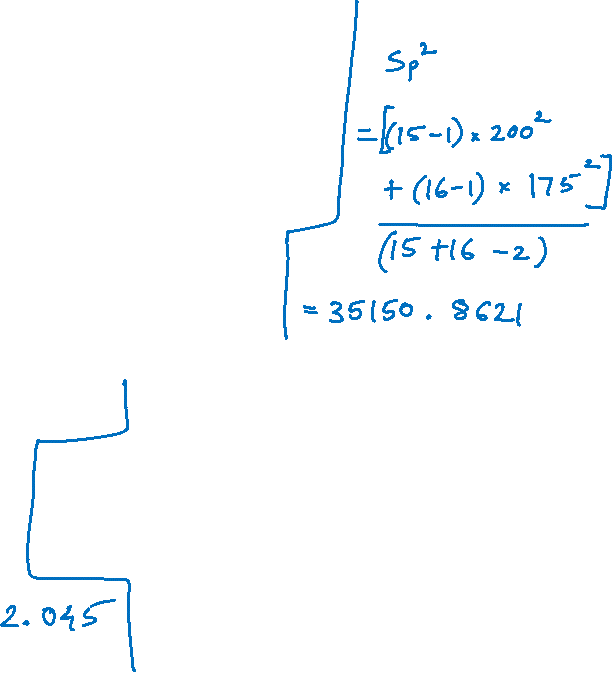 Sp²
=[(15-1) × 200²
+ (16-1) × 175²]
(15 +16 -2)
= 35150.8621
2.045